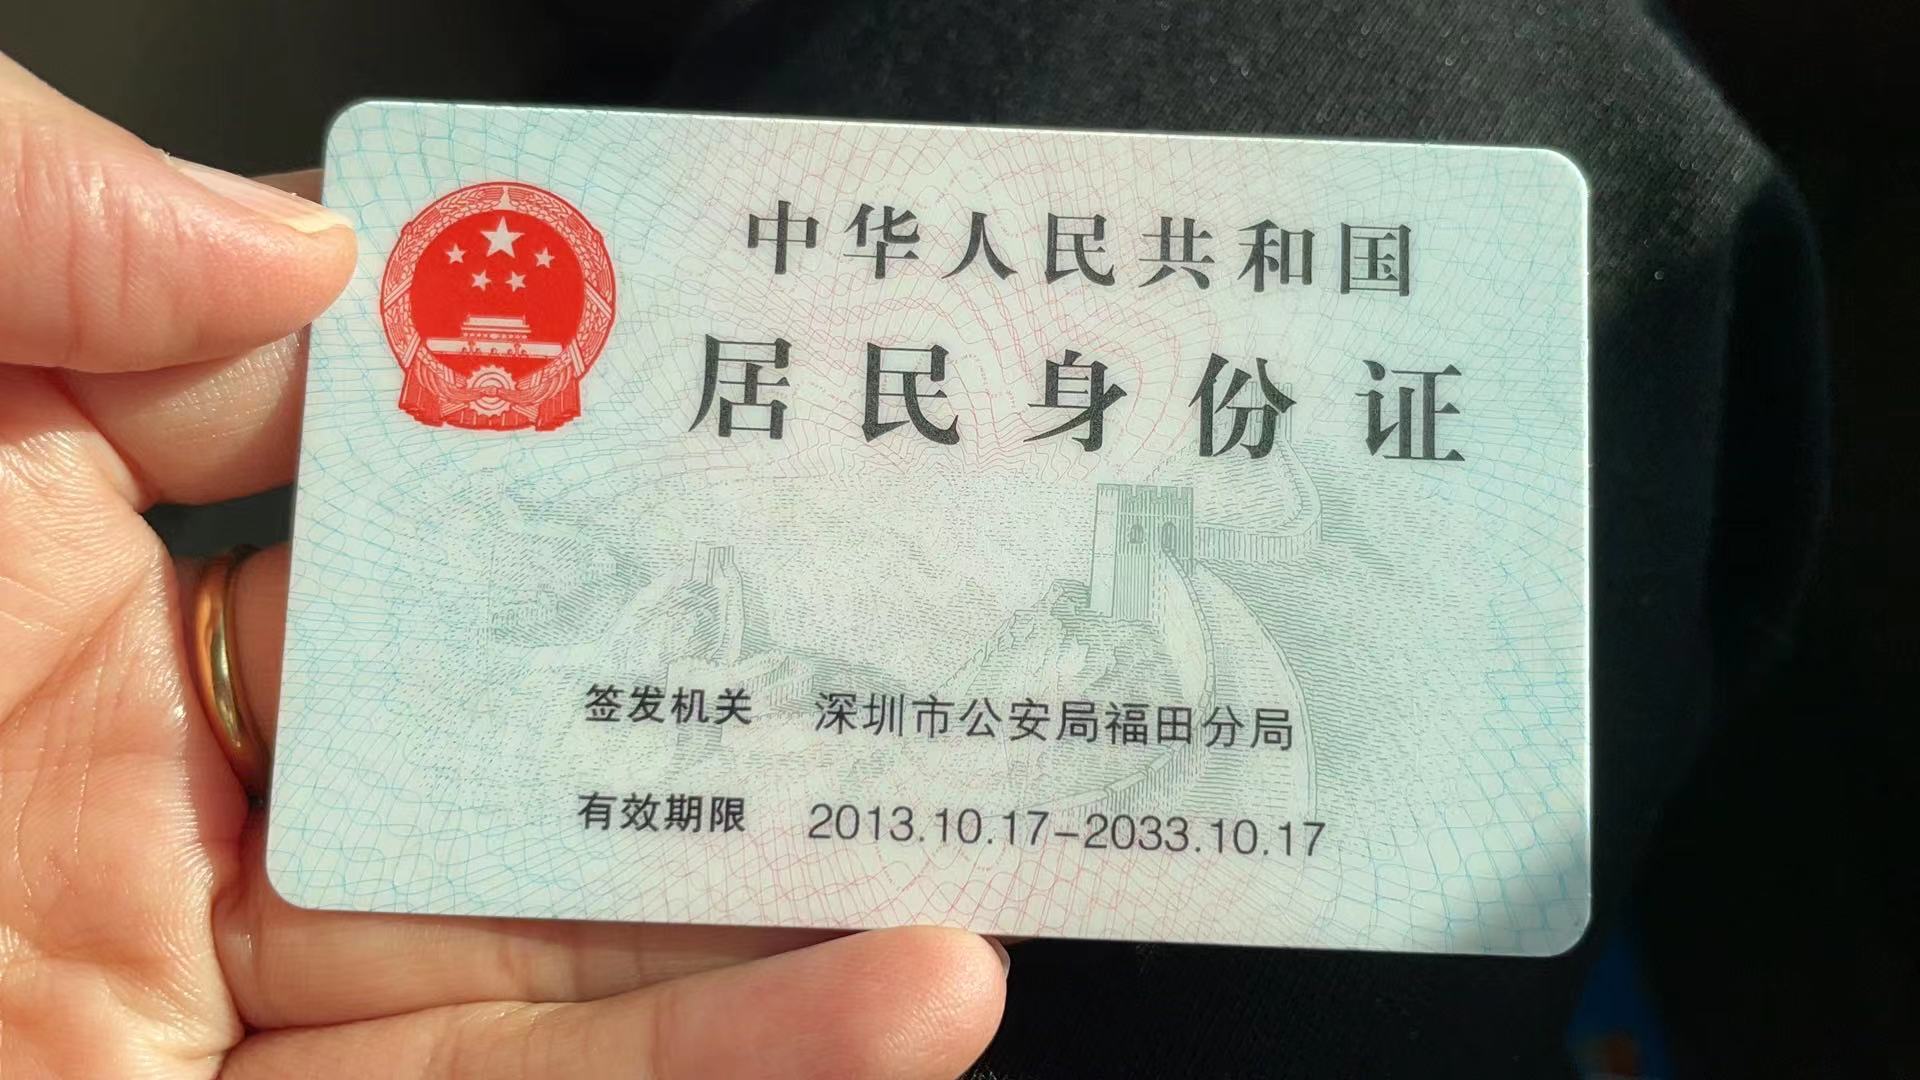 中华人民共和国
居民身份证
签发机关 深圳市公安局福田分局
有效期限 2013.10.17-2033.10.17